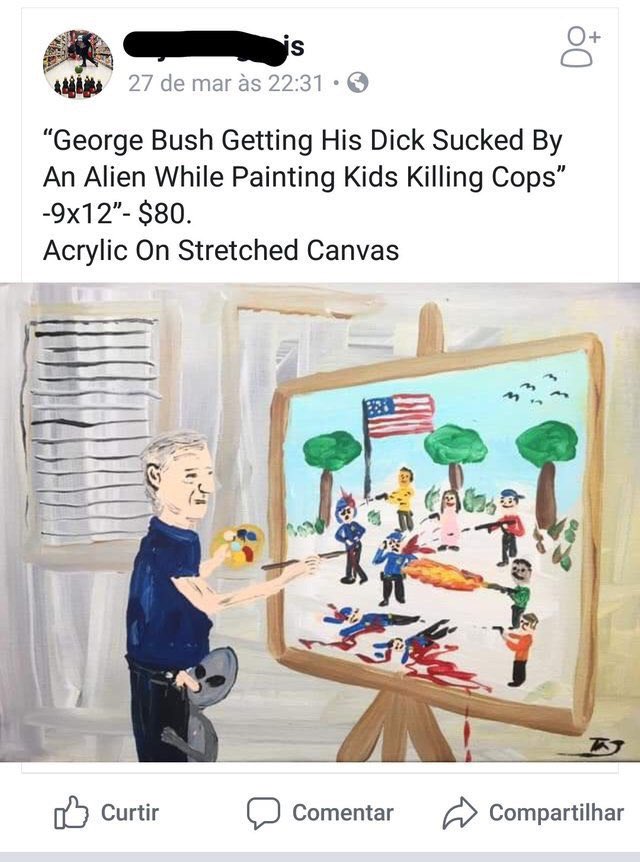 is
27 de mar às 22:31 •
“George Bush Getting His Dick Sucked By
An Alien While Painting Kids Killing Cops”
-9x12”- $80.
Acrylic On Stretched Canvas
Curtir
Comentar
Compartilhar